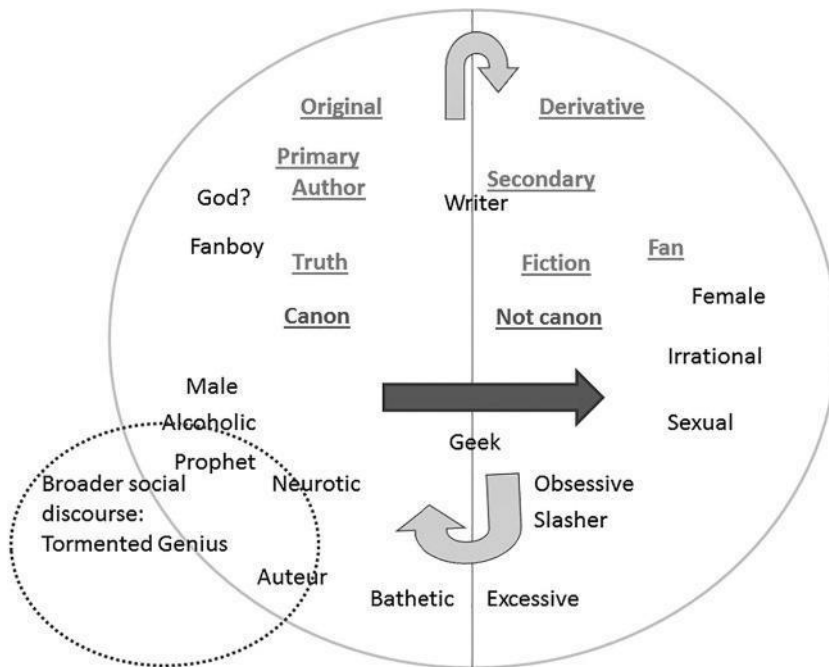 Original
Derivative
Primary
Author
God?
Secondary
Writer
Fanboy
Truth
Fiction
Fan
Female
Canon
Not canon
Irrational
Male
Alcoholic
Sexual
Geek
Prophet
Broader social
discourse:
Tormented Genius
Neurotic
Obsessive
Slasher
Auteur
Bathetic
Excessive